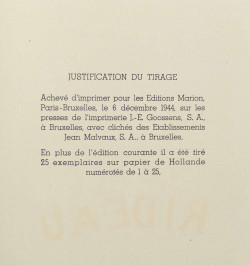 JUSTIFICATION DU TIRAGE
Achevé d'imprimer pour les Editions Marion,
Paris-Bruxelles, le 6 décembre 1944, sur les
presses de l'imprimerie J.-E. Goossens, S. A.,
à Bruxelles, avec clichés des Etablissements
Jean Malvaux, S. A., à Bruxelles.
En plus de l'édition courante il a été tiré
25 exemplaires sur papier de Hollande
numérotés de 1 à 25.